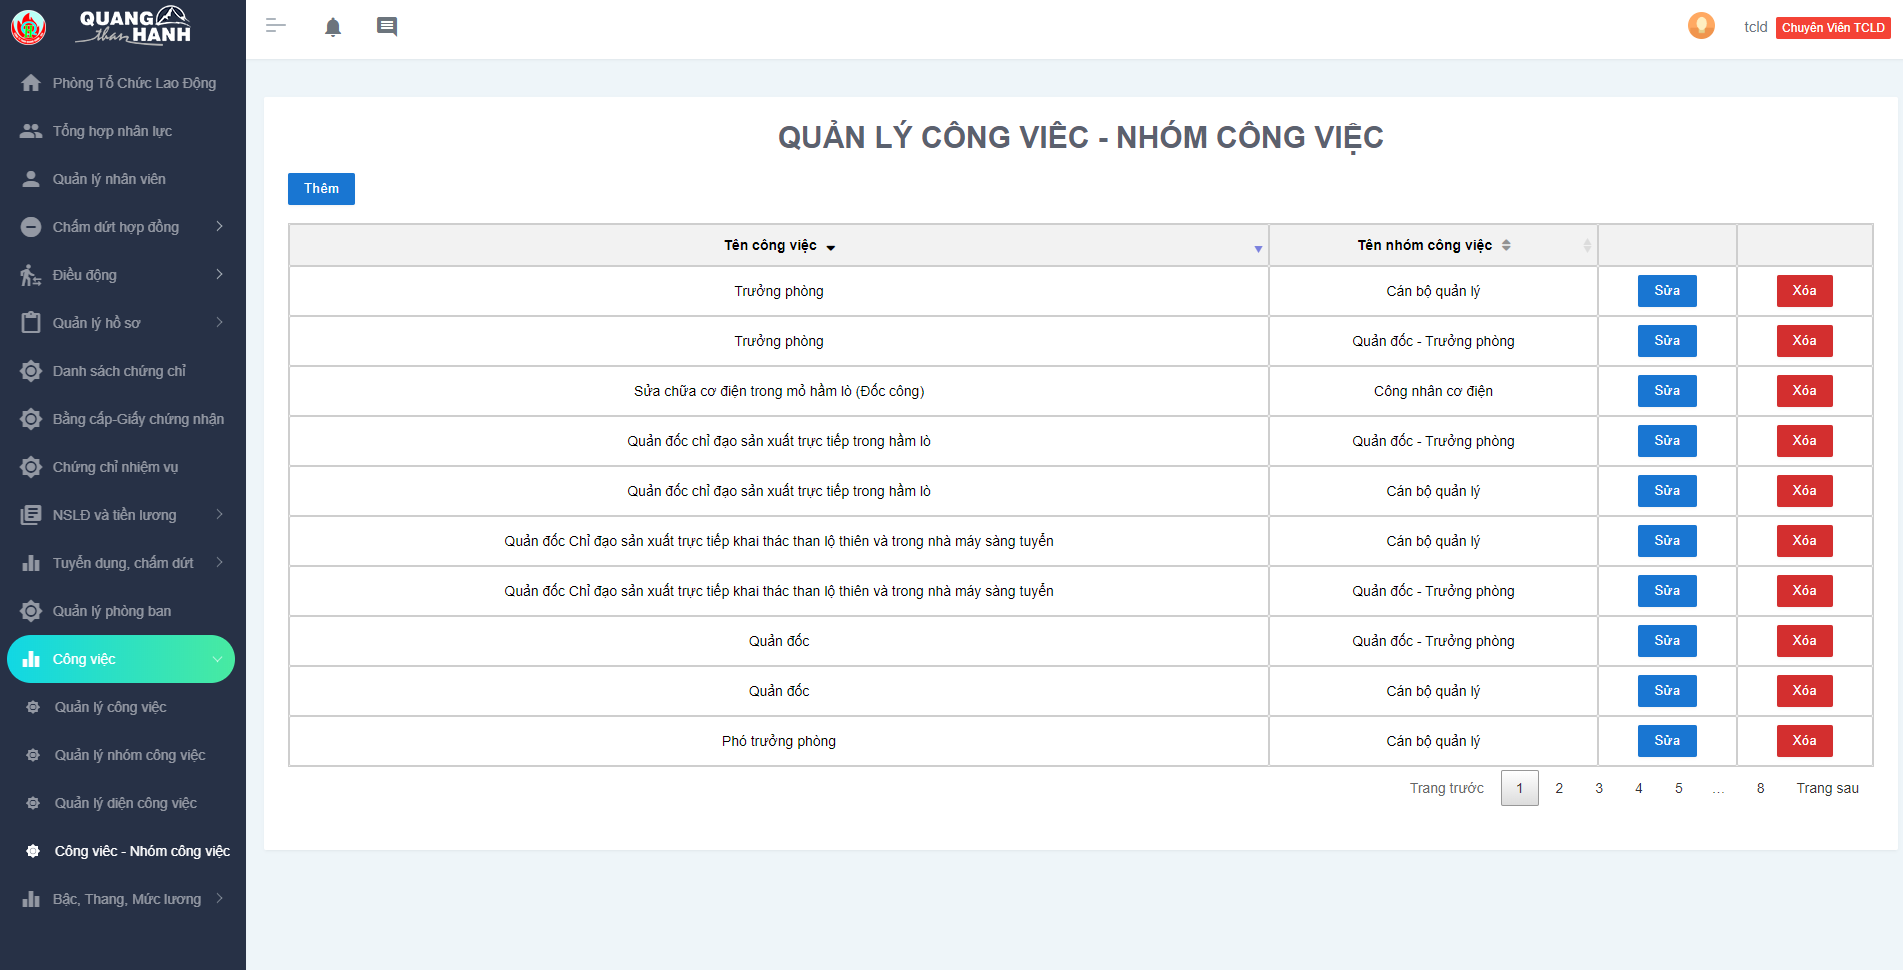 QUANG
than HANH
Phòng Tổ Chức Lao Động
Tổng hợp nhân lực
Quản lý nhân viên
Chấm dứt hợp đồng
Điều động
Quản lý hồ sơ
Danh sách chứng chỉ
Bằng cấp-Giấy chứng nhận
Chứng chỉ nhiệm vụ
NSLĐ và tiền lương
Tuyển dụng, chấm dứt
Quản lý phòng ban
Công việc
Quản lý công việc
Quản lý nhóm công việc
Quản lý diện công việc
Công viêc - Nhóm công việc
Bậc, Thang, Mức lương
tcld Chuyên Viên TCLD
QUẢN LÝ CÔNG VIÊC - NHÓM CÔNG VIỆC
Thêm
Tên công việc Tên nhóm công việc
Trưởng phòng Cán bộ quản lý Sửa Xóa
Trưởng phòng Quản đốc - Trưởng phòng Sửa Xóa
Sửa chữa cơ điện trong mỏ hầm lò (Đốc công) Công nhân cơ điện Sửa Xóa
Quản đốc chỉ đạo sản xuất trực tiếp trong hầm lò Quản đốc - Trưởng phòng Sửa Xóa
Quản đốc chỉ đạo sản xuất trực tiếp trong hầm lò Cán bộ quản lý Sửa Xóa
Quản đốc Chỉ đạo sản xuất trực tiếp khai thác than lộ thiên và trong nhà máy sàng tuyển Cán bộ quản lý Sửa Xóa
Quản đốc Chỉ đạo sản xuất trực tiếp khai thác than lộ thiên và trong nhà máy sàng tuyển Quản đốc - Trưởng phòng Sửa Xóa
Quản đốc Quản đốc - Trưởng phòng Sửa Xóa
Quản đốc Cán bộ quản lý Sửa Xóa
Phó trưởng phòng Cán bộ quản lý Sửa Xóa
Trang trước 1 2 3 4 5 … 8 Trang sau